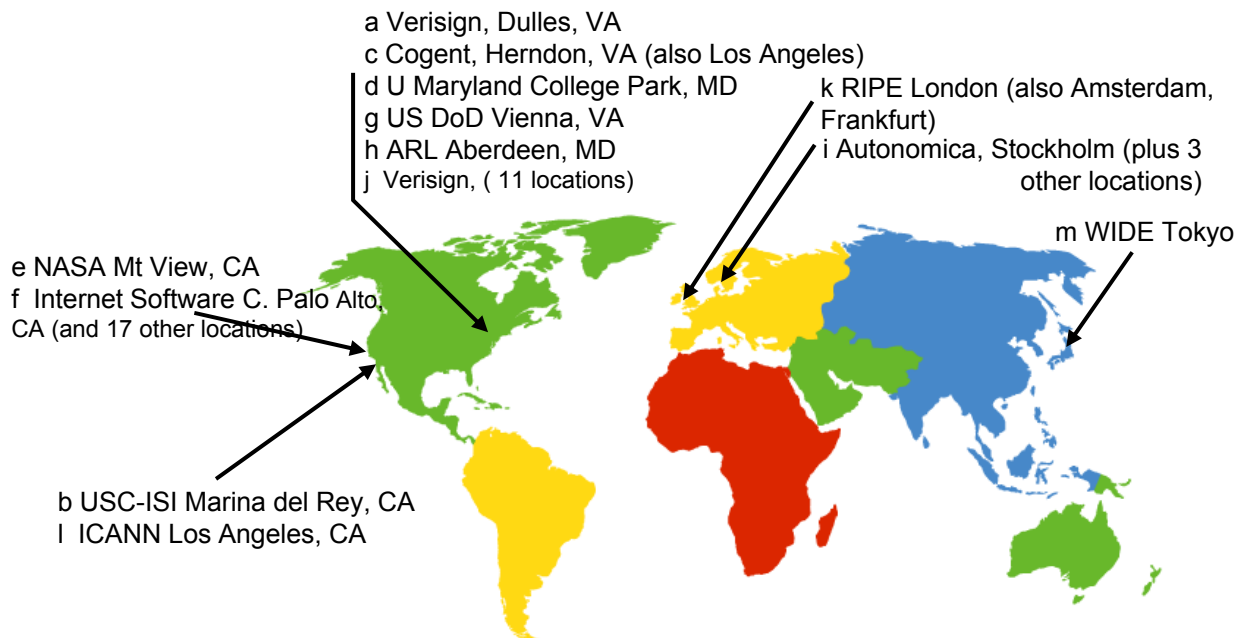 a Verisign, Dulles, VA
c Cogent, Herndon, VA (also Los Angeles)
d U Maryland College Park, MD
g US DoD Vienna, VA
h ARL Aberdeen, MD
j Verisign, ( 11 locations)
k RIPE London (also Amsterdam,
Frankfurt)
i Autonomica, Stockholm (plus 3
other locations)
m WIDE Tokyo
e NASA Mt View, CA
f Internet Software C. Palo Alto,
CA (and 17 other locations)
b USC-ISI Marina del Rey, CA
l ICANN Los Angeles, CA